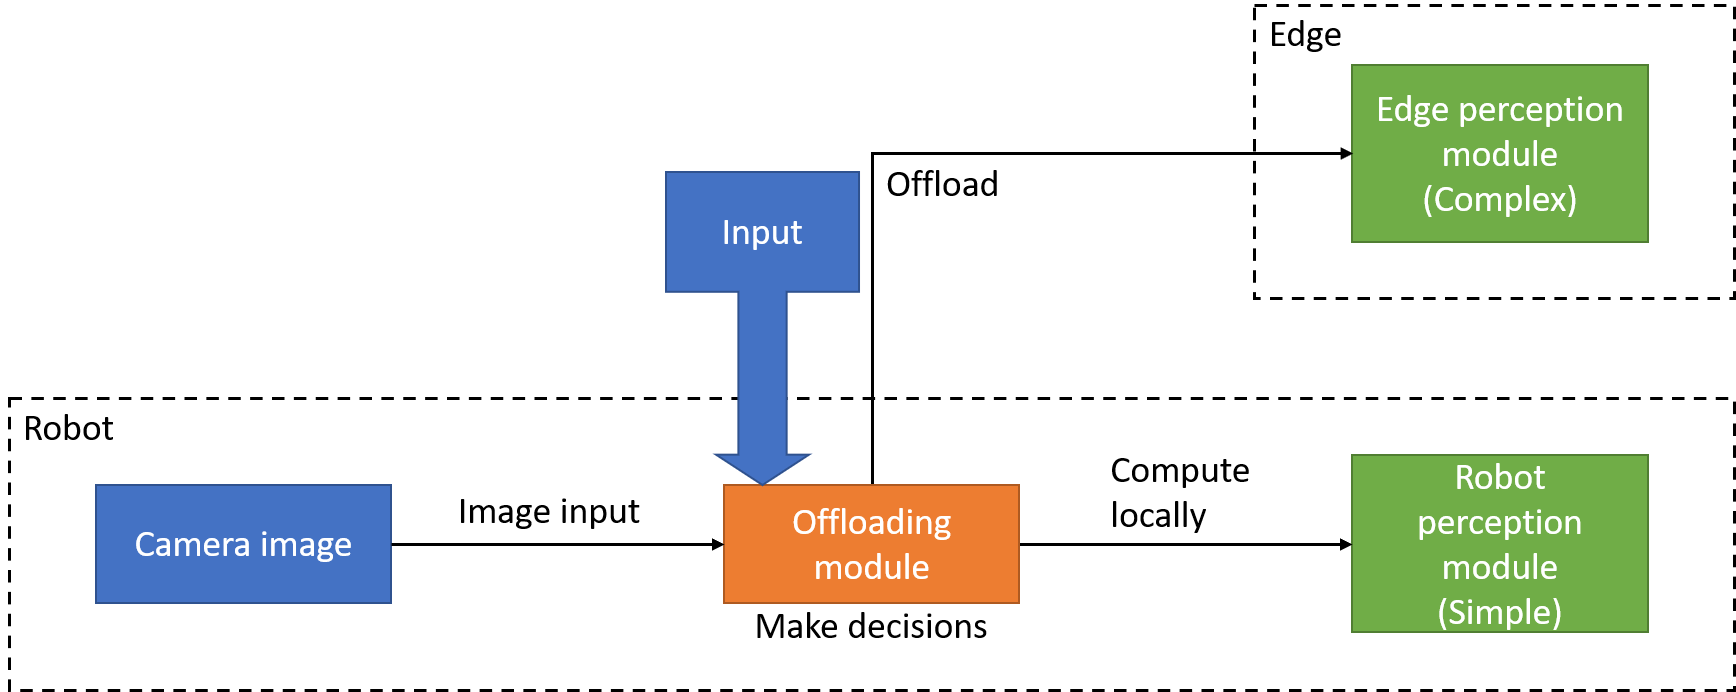 Edge
Edge perception
module
(Complex)
Offload
Input
Robot
Camera image
Image input
Offloading
module
Make decisions
Compute
locally
Robot
perception
module
(Simple)